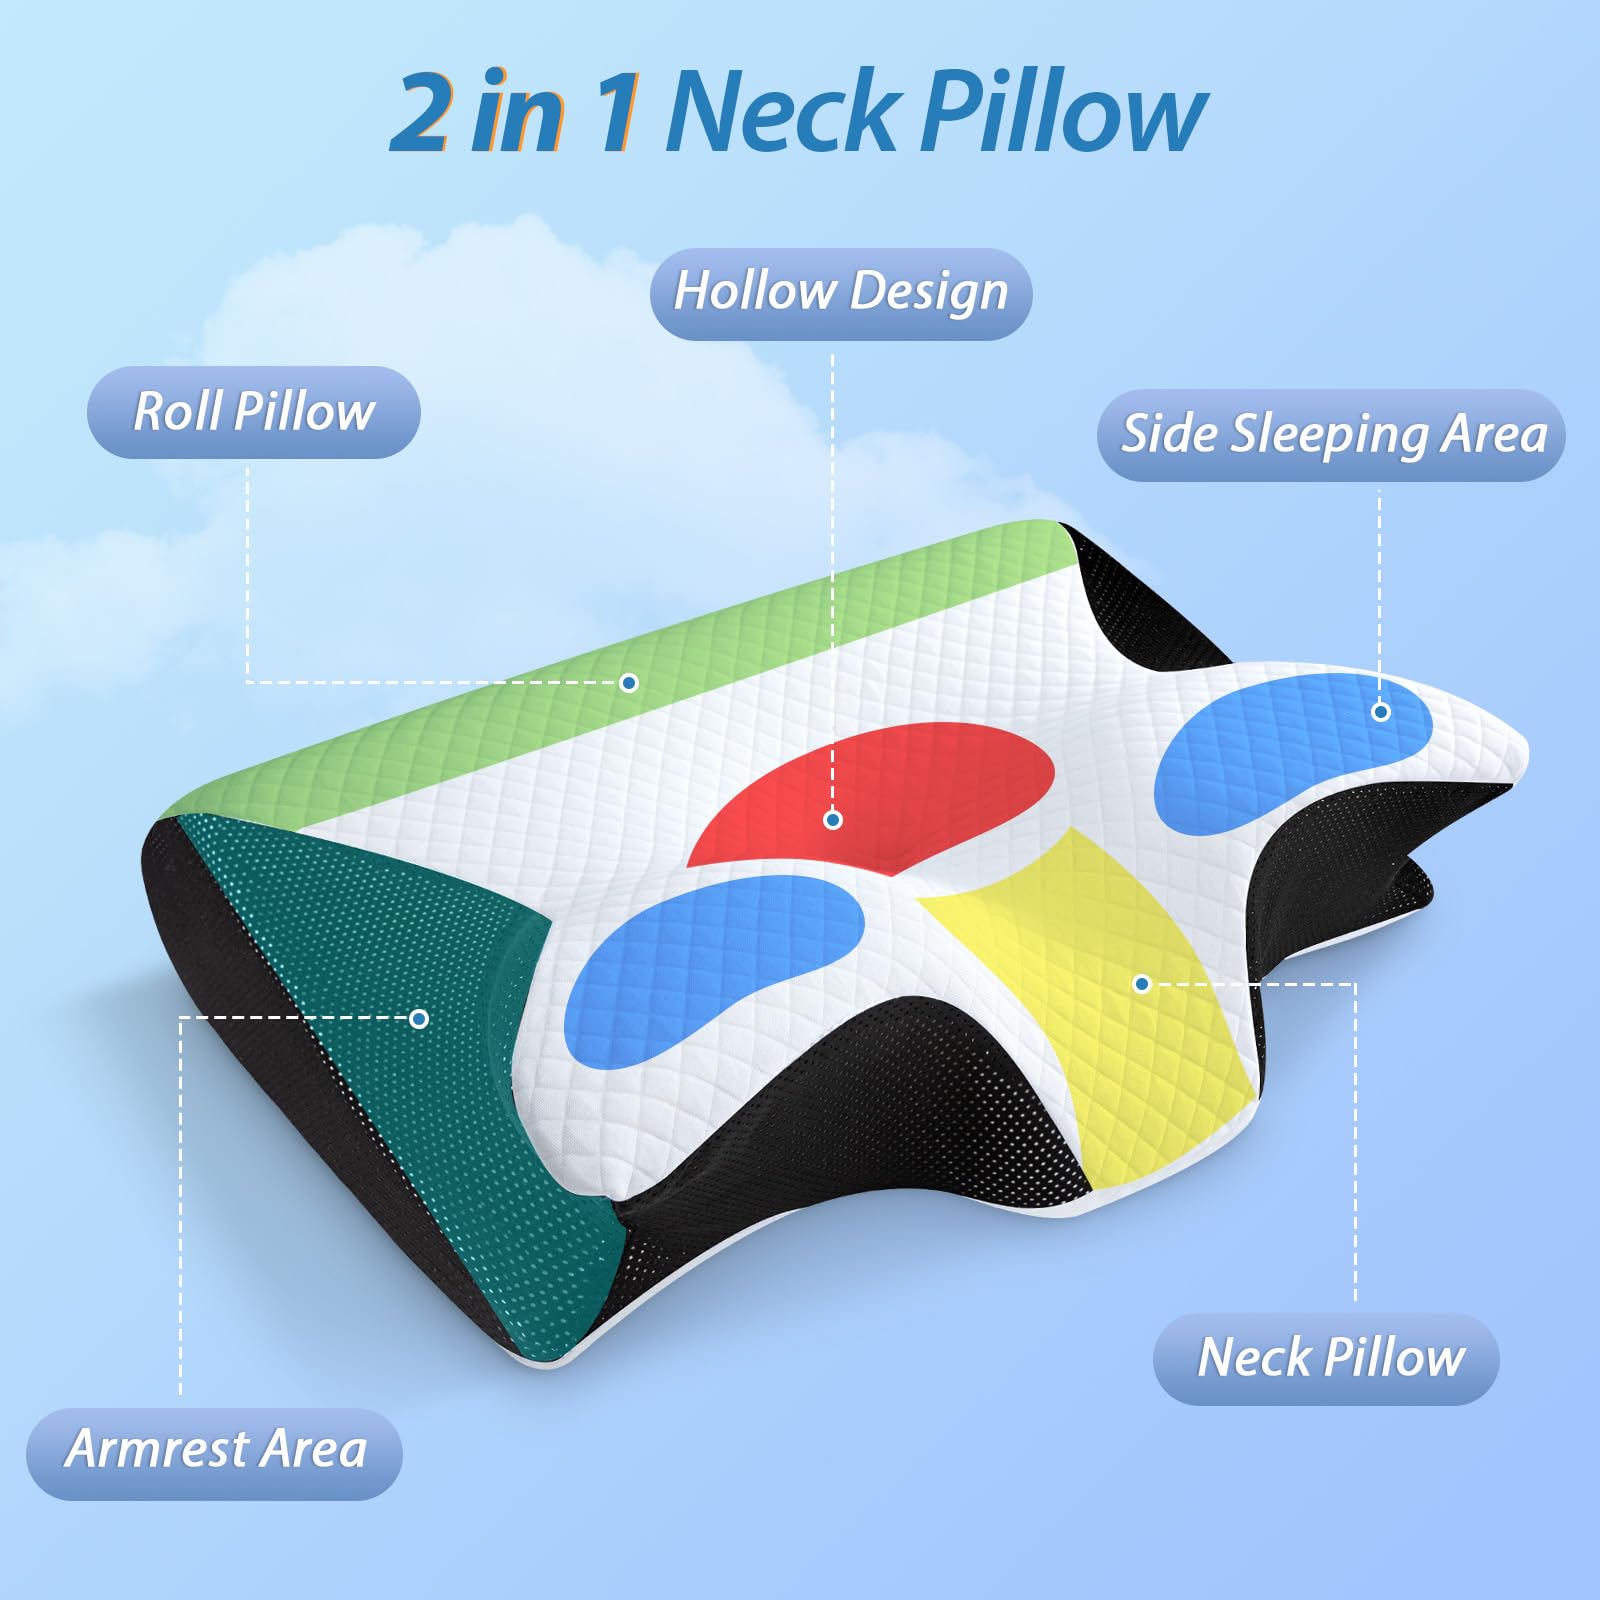 2 in 1 Neck Pillow
Hollow Design
Roll Pillow
Side Sleeping Area
Neck Pillow
Armrest Area